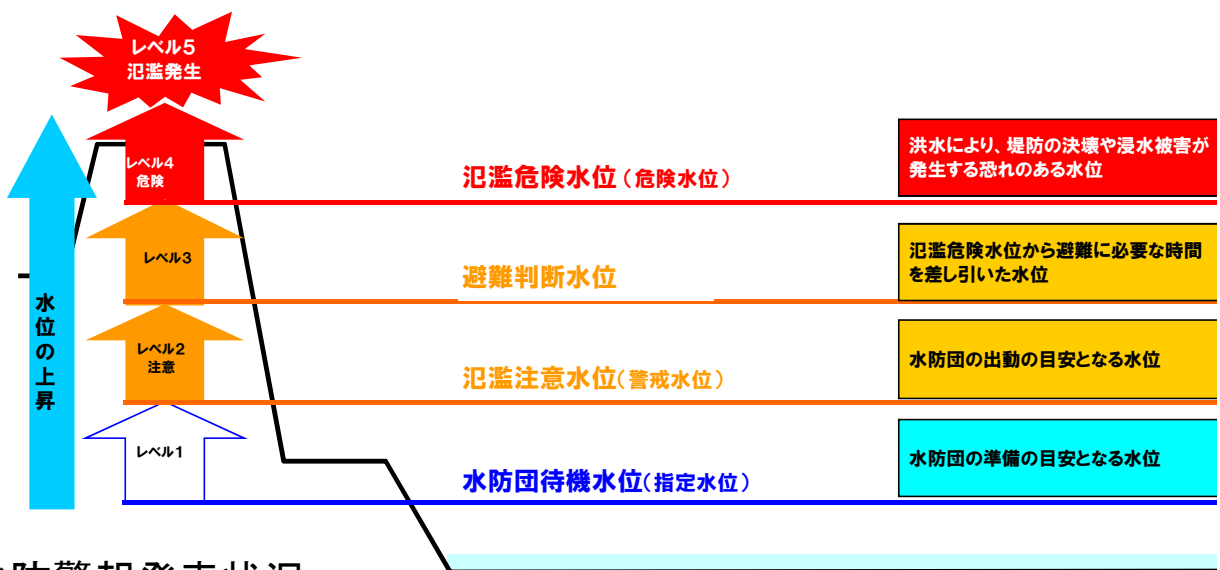 レベル5
氾濫発生
レベル4
危険
氾濫危険水位(危険水位)
洪水により、堤防の決壊や浸水被害が
発生する恐れのある水位
レベル3
避難判断水位
氾濫危険水位から避難に必要な時間
を差し引いた水位
水位の上昇
レベル2
注意
氾濫注意水位(警戒水位)
水防団の出動の目安となる水位
レベル1
水防団待機水位(指定水位)
水防団の準備の目安となる水位
防警報発表状況